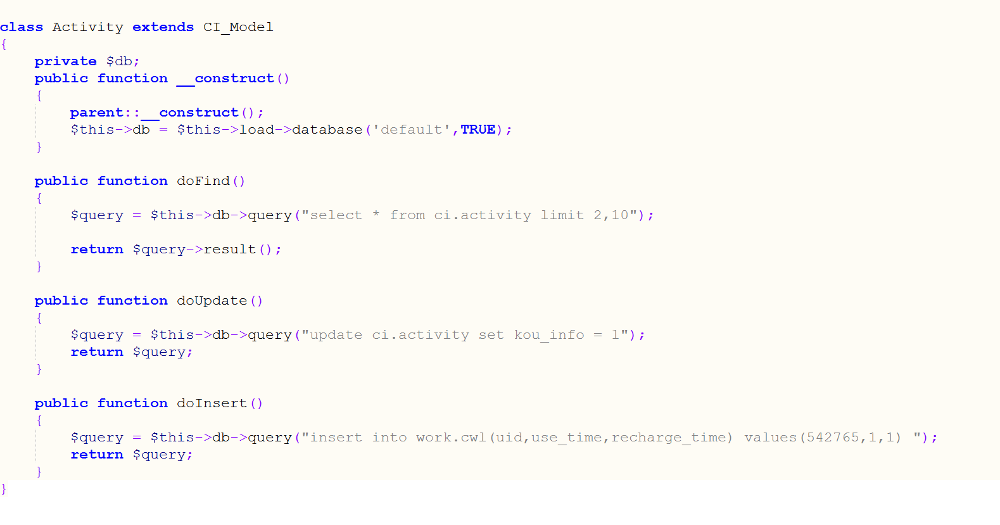 class Activity extends CI_Model
{
    private $db;
    public function __construct()
    {
        parent::__construct();
        $this->db = $this->load->database('default',TRUE);
    }

    public function doFind()
    {
        $query = $this->db->query("select * from ci.activity limit 2,10");

        return $query->result();
    }

    public function doUpdate()
    {
        $query = $this->db->query("update ci.activity set kou_info = 1");
        return $query;
    }

    public function doInsert()
    {
        $query = $this->db->query("insert into work.cwl(uid,use_time,recharge_time) values(542765,1,1) ");
        return $query;
    }
}